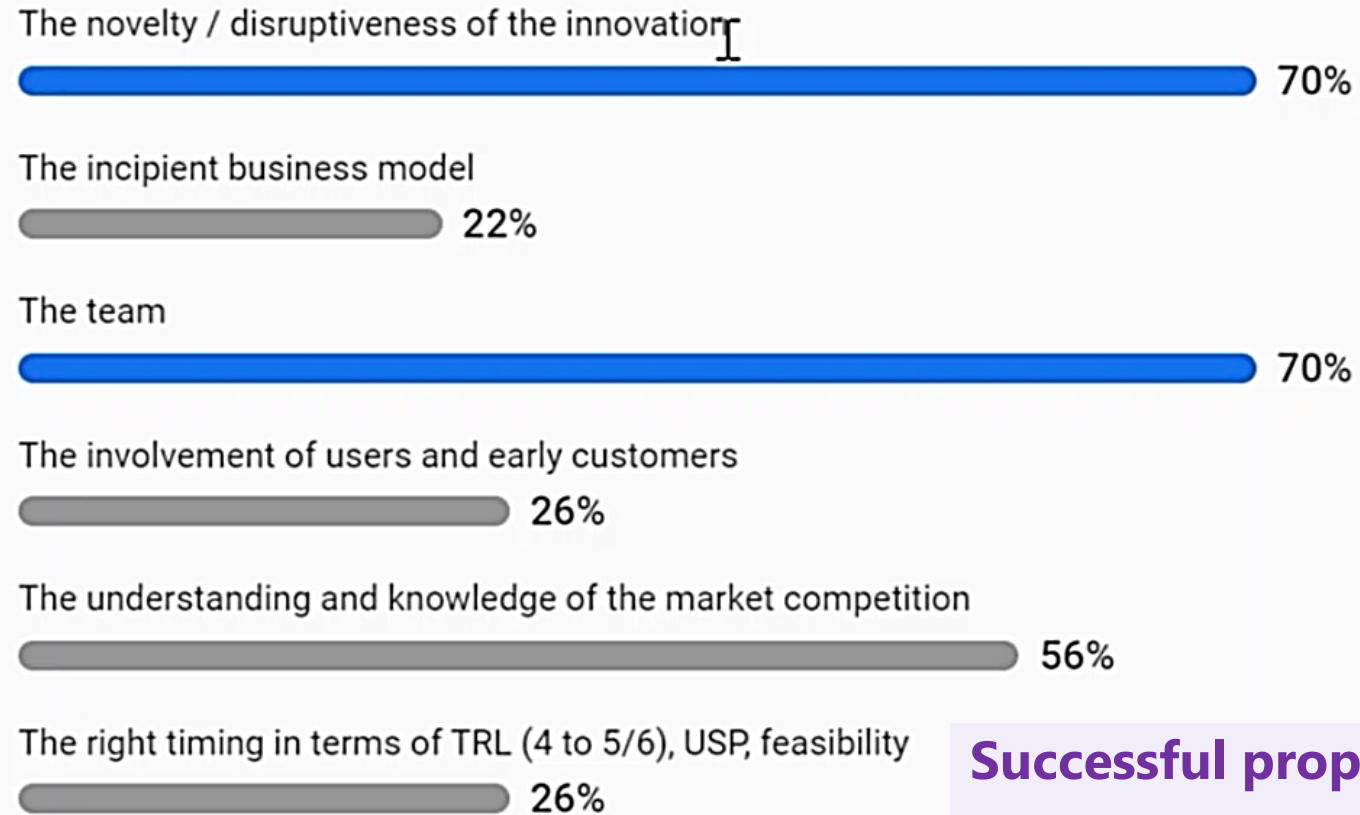 The novelty / disruptiveness of the innovation
70%
The incipient business model
22%
The team
70%
The involvement of users and early customers
26%
The understanding and knowledge of the market competition
56%
The right timing in terms of TRL (4 to 5/6), USP, feasibility
26%
Successful prop